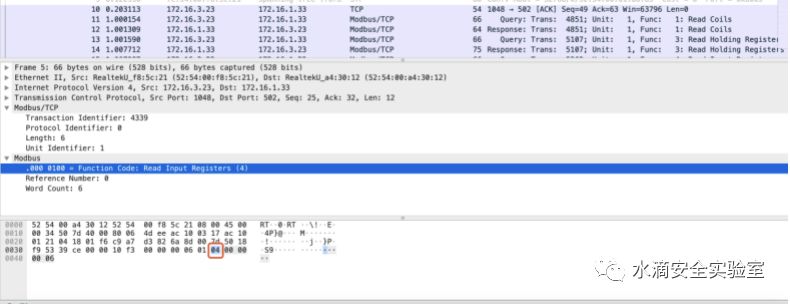 10 0.203113 172.16.3.23 172.16.1.33 54 1048 → 502 [ACK] Seq=49 Ack=63 Win=63796 Len=0
11 1.000154 172.16.3.23 172.16.1.33 Modbus/TCP 66 Query: Trans: 4851; Unit: 1, Func: 1: Read Coils
12 1.001309 172.16.1.33 172.16.3.23 Modbus/TCP 64 Response: Trans: 4851; Unit: 1, Func: 1: Read Coils
13 1.001590 172.16.3.23 172.16.1.33 Modbus/TCP 66 Query: Trans: 5107; Unit: 1, Func: 3: Read Holding Registers
14 1.007712 172.16.1.33 172.16.3.23 Modbus/TCP 75 Response: Trans: 5107; Unit: 1, Func: 3: Read Holding Registers
Frame 5: 66 bytes on wire (528 bits), 66 bytes captured (528 bits)
Ethernet II, Src: RealtekU_f8:5c:21 (52:54:00:f8:5c:21), Dst: RealtekU_a4:30:12 (52:54:00:a4:30:12)
Internet Protocol Version 4, Src: 172.16.3.23, Dst: 172.16.1.33
Transmission Control Protocol, Src Port: 1048, Dst Port: 502, Seq: 25, Ack: 32, Len: 12
Modbus/TCP
Transaction Identifier: 4339
Protocol Identifier: 0
Length: 6
Unit Identifier: 1
Modbus
.000 0100 = Function Code: Read Input Registers (4)
Reference Number: 0
Word Count: 6
0000 52 54 00 a4 30 12 52 54 00 f8 5c 21 08 00 45 00
0010 00 34 50 7d 40 00 80 06 4d ee ac 10 03 17 ac 10
0020 01 21 04 18 01 f6 c9 a7 d3 82 6a 8d 00 7d 50 18
0030 f9 53 39 ce 00 00 10 f3 00 00 00 06 01 04 00 00
0040 00 06
水滴安全实验室